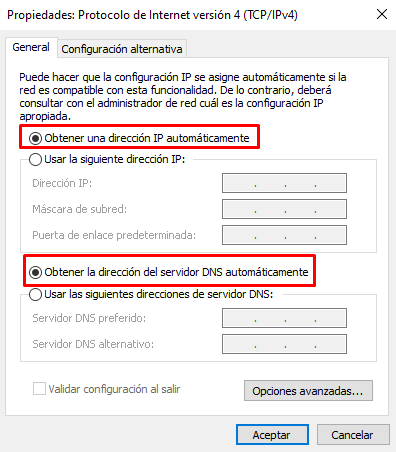 Propiedades: Protocolo de Internet versión 4 (TCP/IPv4)
General
Configuración alternativa
Puede hacer que la configuración IP se asigne automáticamente si la
red es compatible con esta funcionalidad. De lo contrario, deberá
consultar con el administrador de red cuál es la configuración IP
apropiada.
Obtener una dirección IP automáticamente
Usar la siguiente dirección IP:
Dirección IP:
Máscara de subred:
Puerta de enlace predeterminada:
Obtener la dirección del servidor DNS automáticamente
Usar las siguientes direcciones de servidor DNS:
Servidor DNS preferido:
Servidor DNS alternativo:
Validar configuración al salir
Opciones avanzadas...
Aceptar
Cancelar